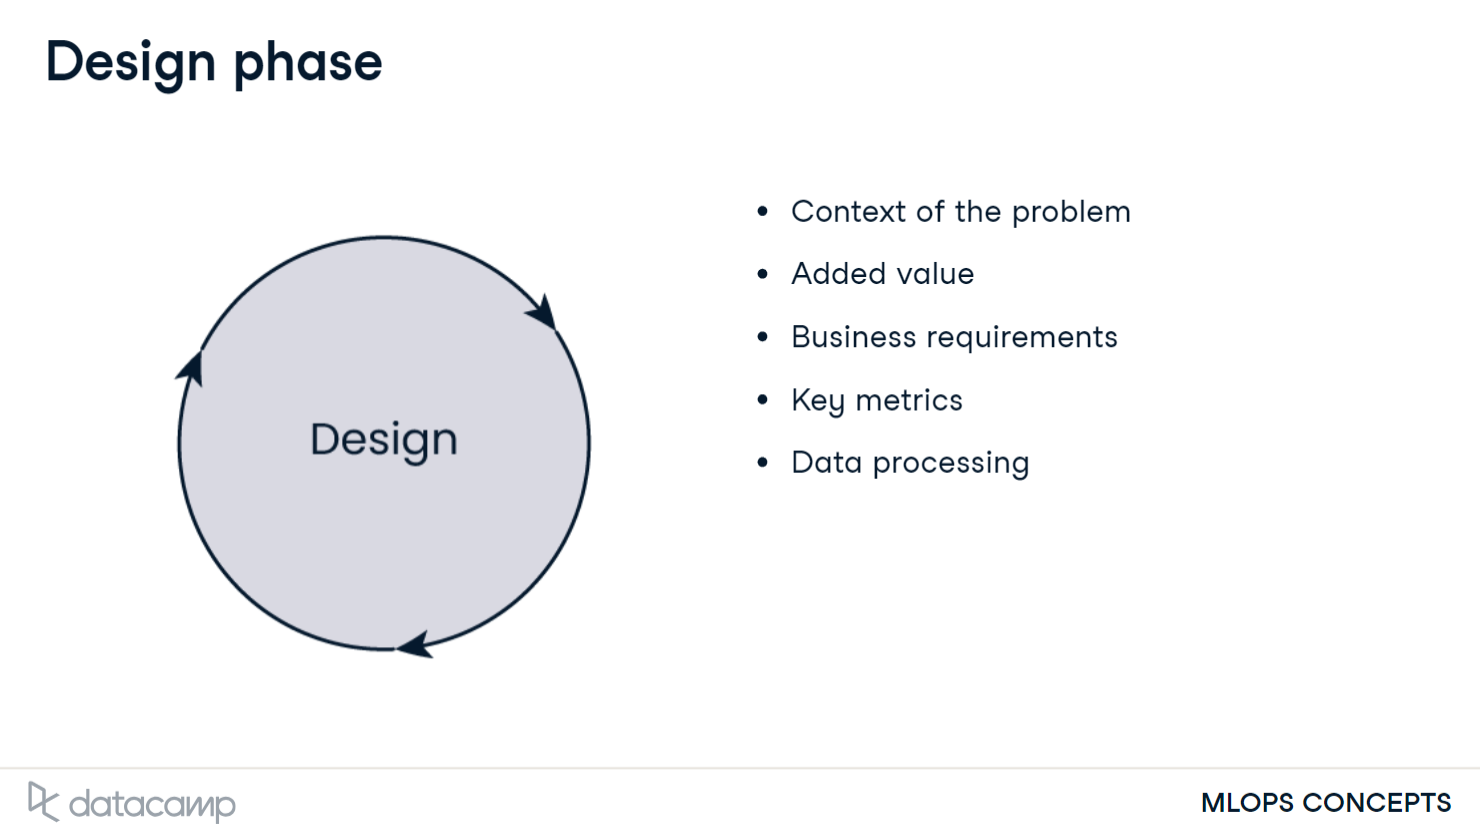 Design phase
Design
• Context of the problem
• Added value
• Business requirements
• Key metrics
• Data processing
datacamp
MLOPS CONCEPTS